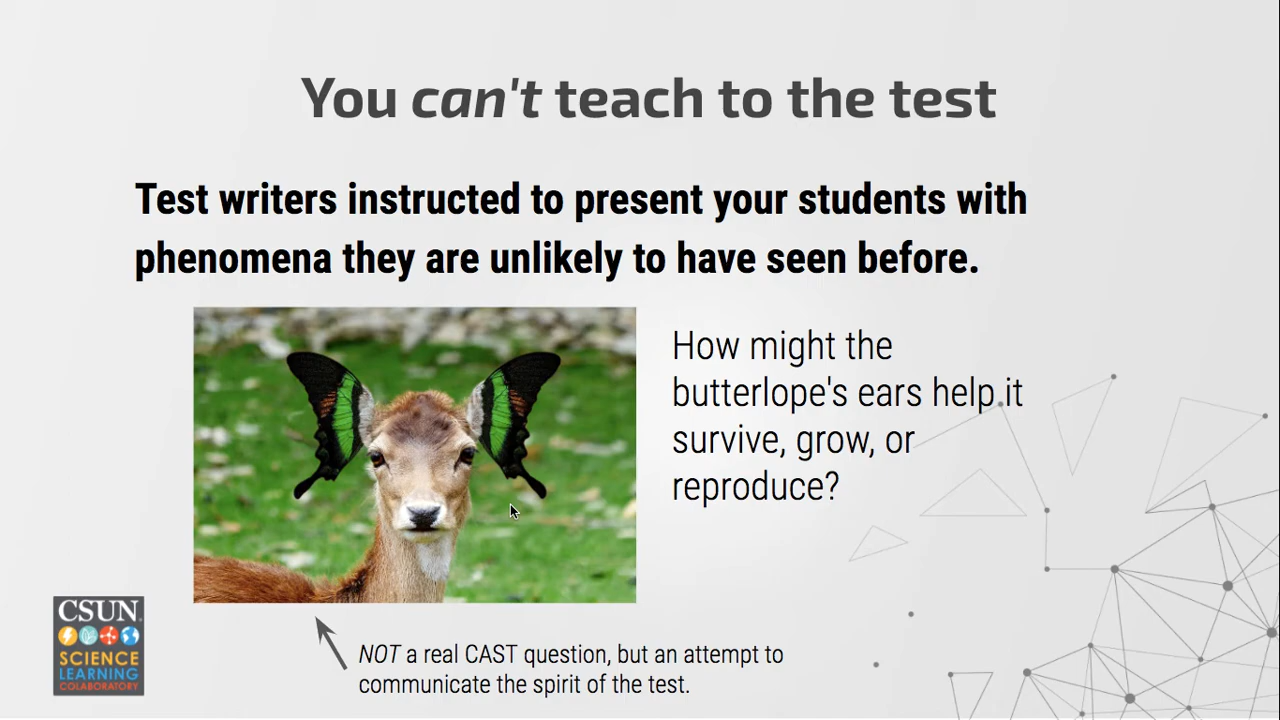 You can't teach to the test
Test writers instructed to present your students with
phenomena they are unlikely to have seen before.
How might the
butterlope's ears help it
survive, grow, or
reproduce?
NOT a real CAST question, but an attempt to
communicate the spirit of the test.
CSUN
SCIENCE
LEARNING
COLABORATORY